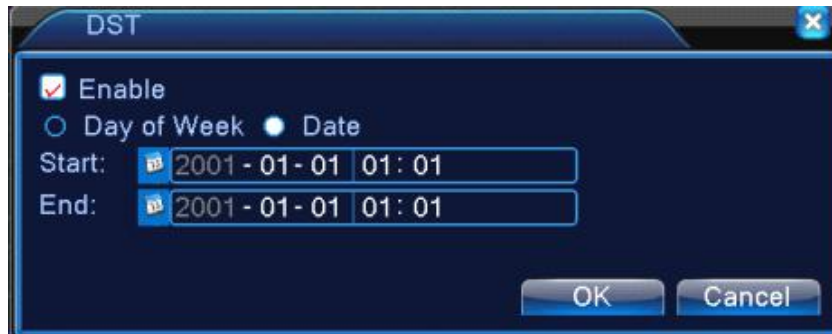 DST
Enable
Day of Week Date
Start: 2001-01-01 01:01
End: 2001-01-01 01:01
OK Cancel